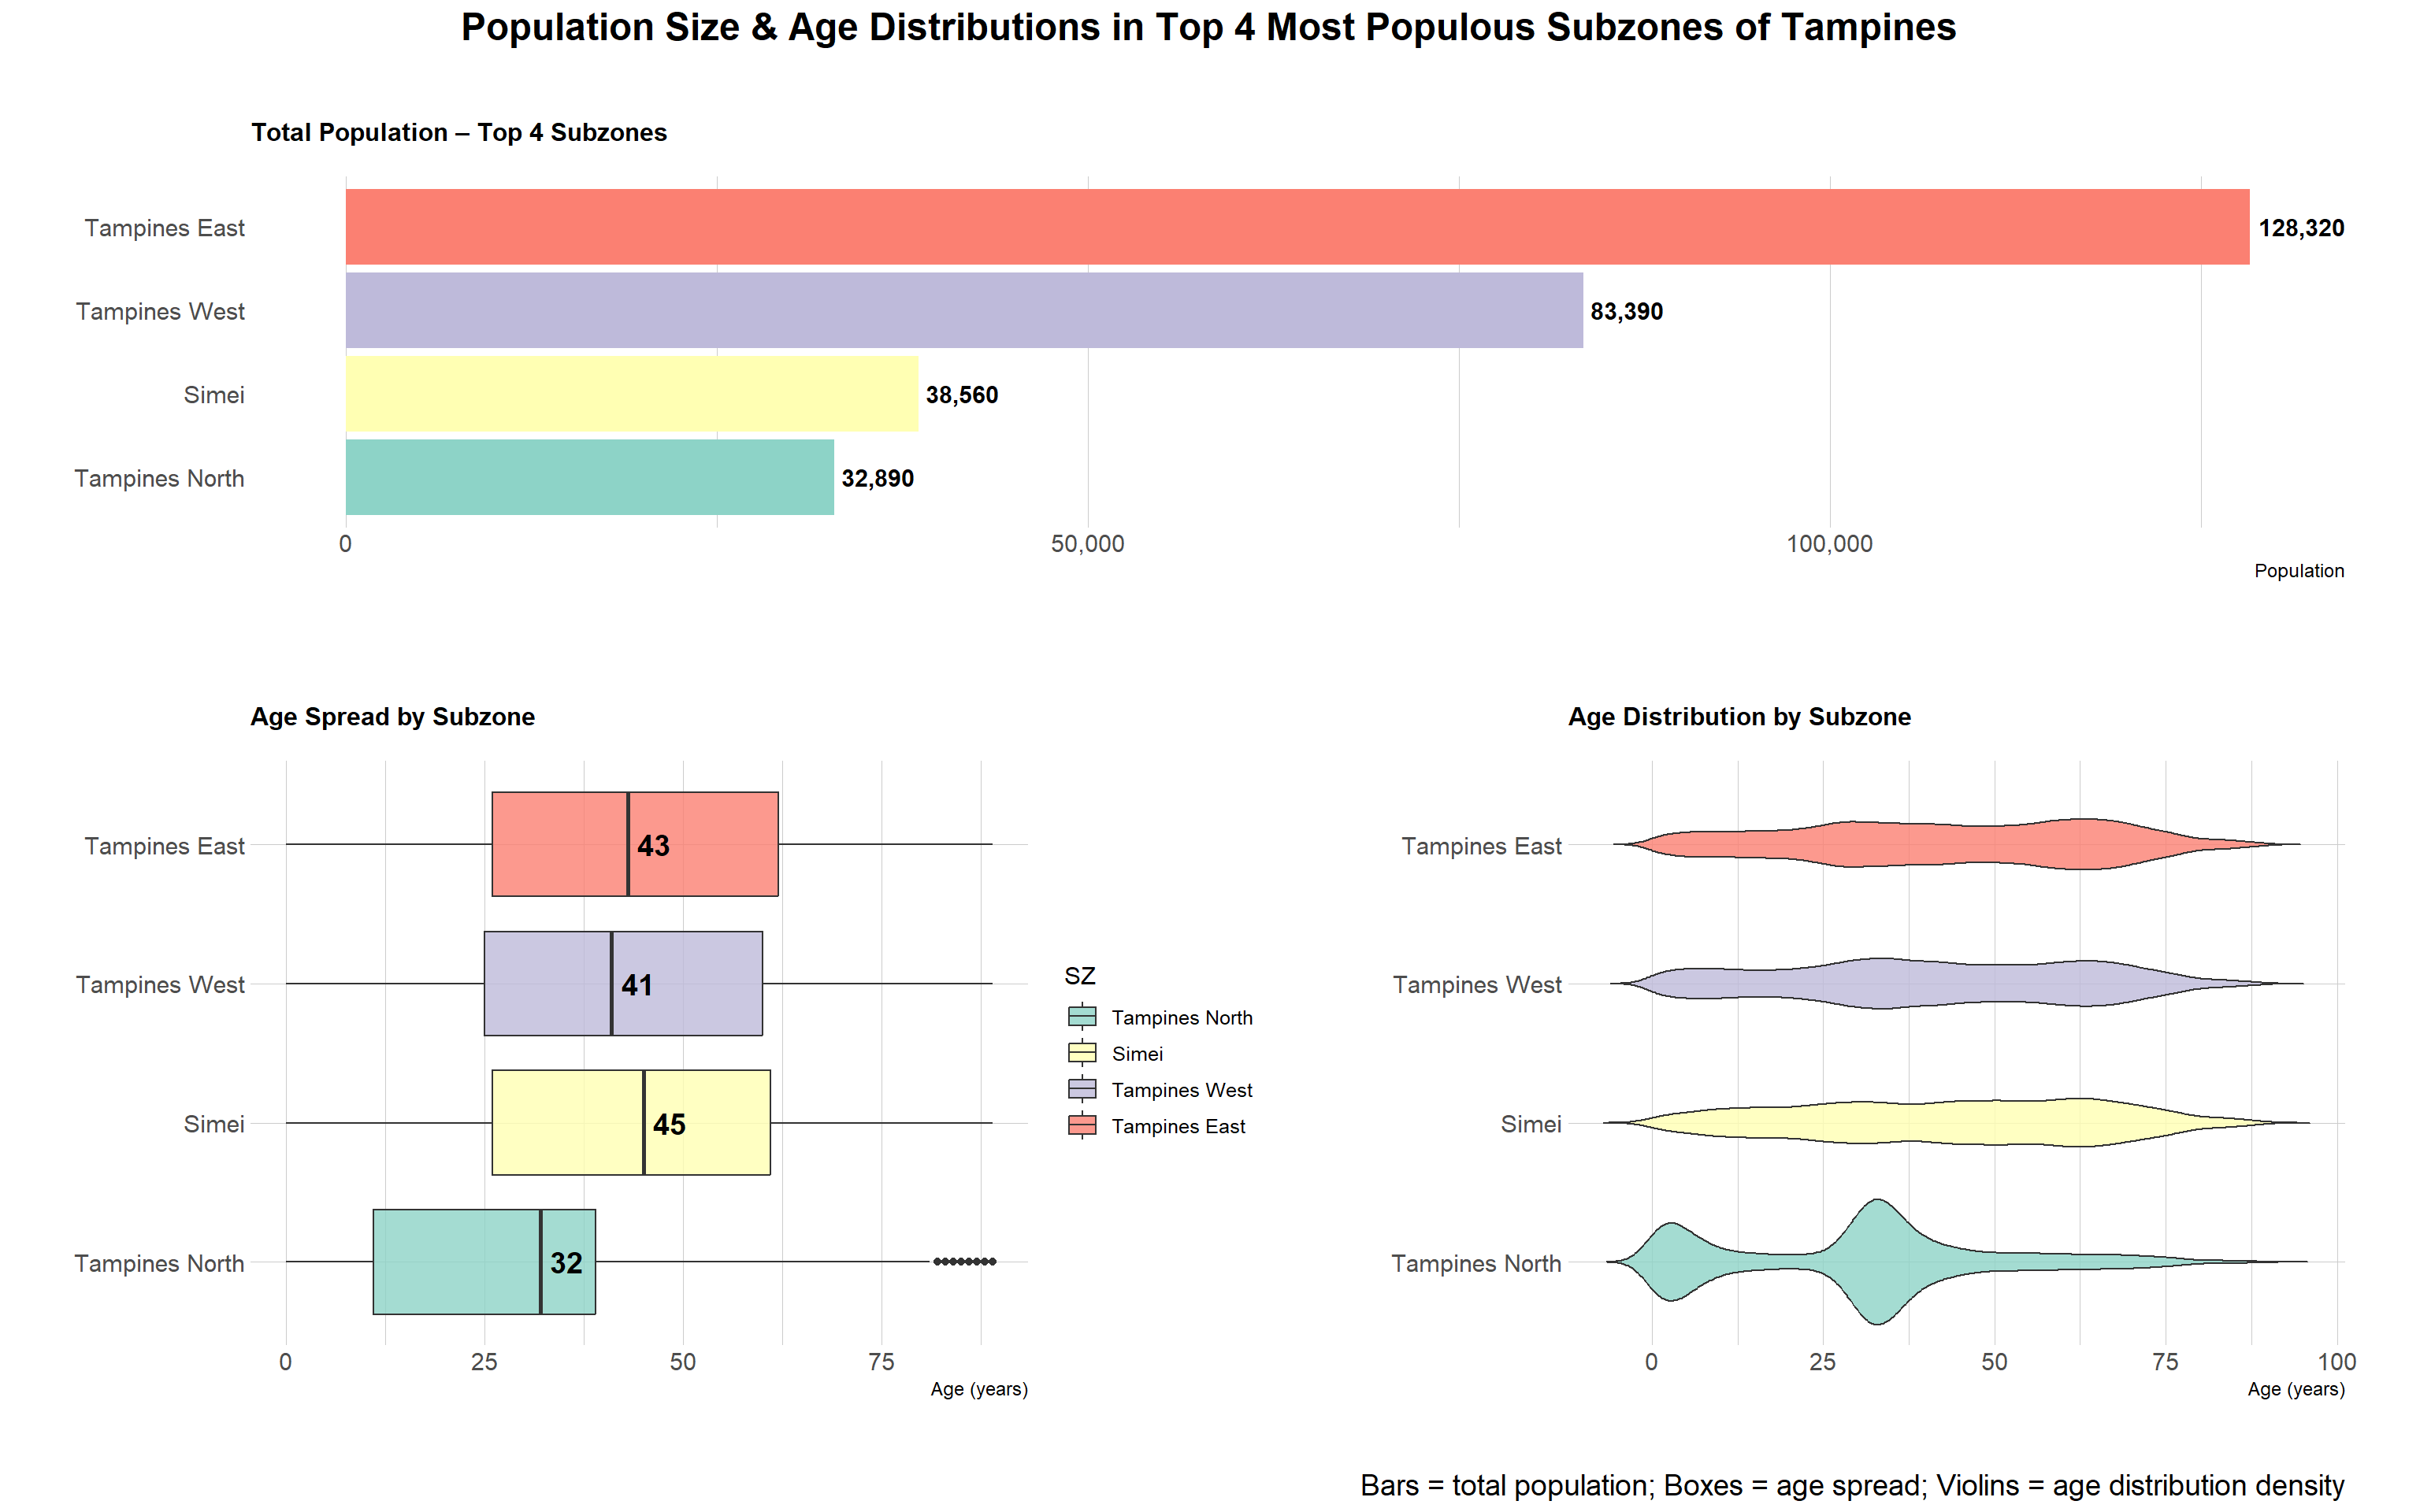 Population Size & Age Distributions in Top 4 Most Populous Subzones of Tampines
Total Population – Top 4 Subzones
Tampines East
128,320
Tampines West
83,390
Simei
38,560
Tampines North
32,890
0
50,000
100,000
Population
Age Spread by Subzone
Tampines East
43
Tampines West
41
Simei
45
Tampines North
32
0
25
50
75
Age (years)
SZ
Tampines North
Simei
Tampines West
Tampines East
Age Distribution by Subzone
Tampines East
Tampines West
Simei
Tampines North
0
25
50
75
100
Age (years)
Bars = total population; Boxes = age spread; Violins = age distribution density